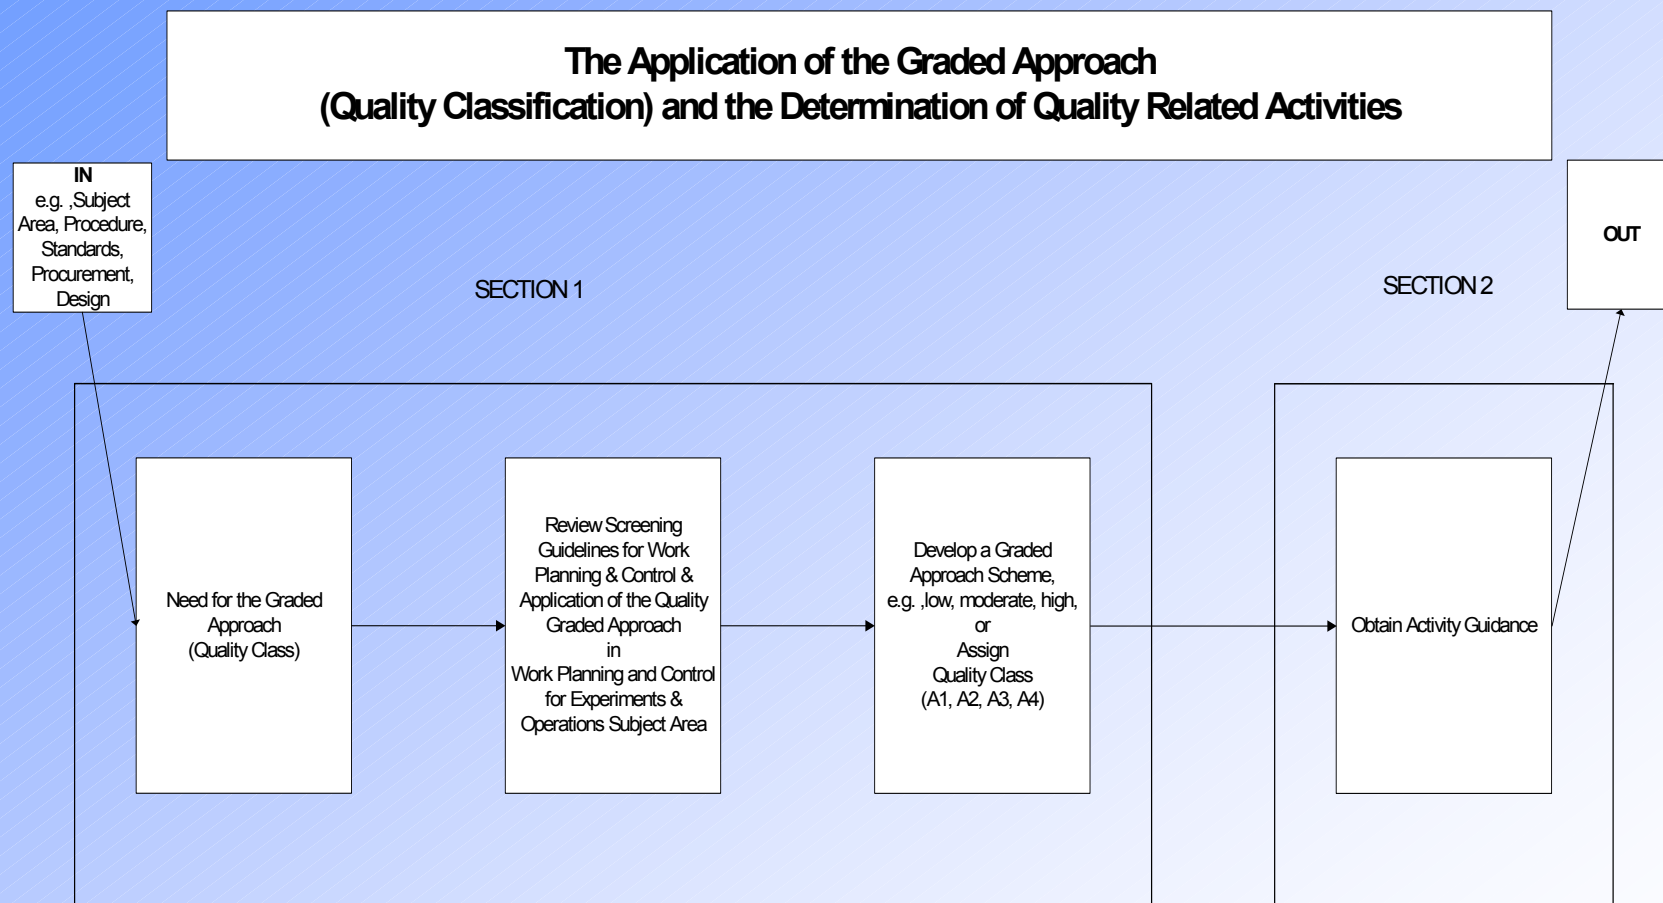 The Application of the Graded Approach
(Quality Classification) and the Determination of Quality Related Activities
IN
e.g. ,Subject
Area, Procedure,
Standards,
Procurement,
Design
OUT
SECTION 1
SECTION 2
Need for the Graded
Approach
(Quality Class)
Review Screening
Guidelines for Work
Planning & Control &
Application of the Quality
Graded Approach
in
Work Planning and Control
for Experiments &
Operations Subject Area
Develop a Graded
Approach Scheme,
e.g. ,low, moderate, high,
or
Assign
Quality Class
(A1, A2, A3, A4)
Obtain Activity Guidance